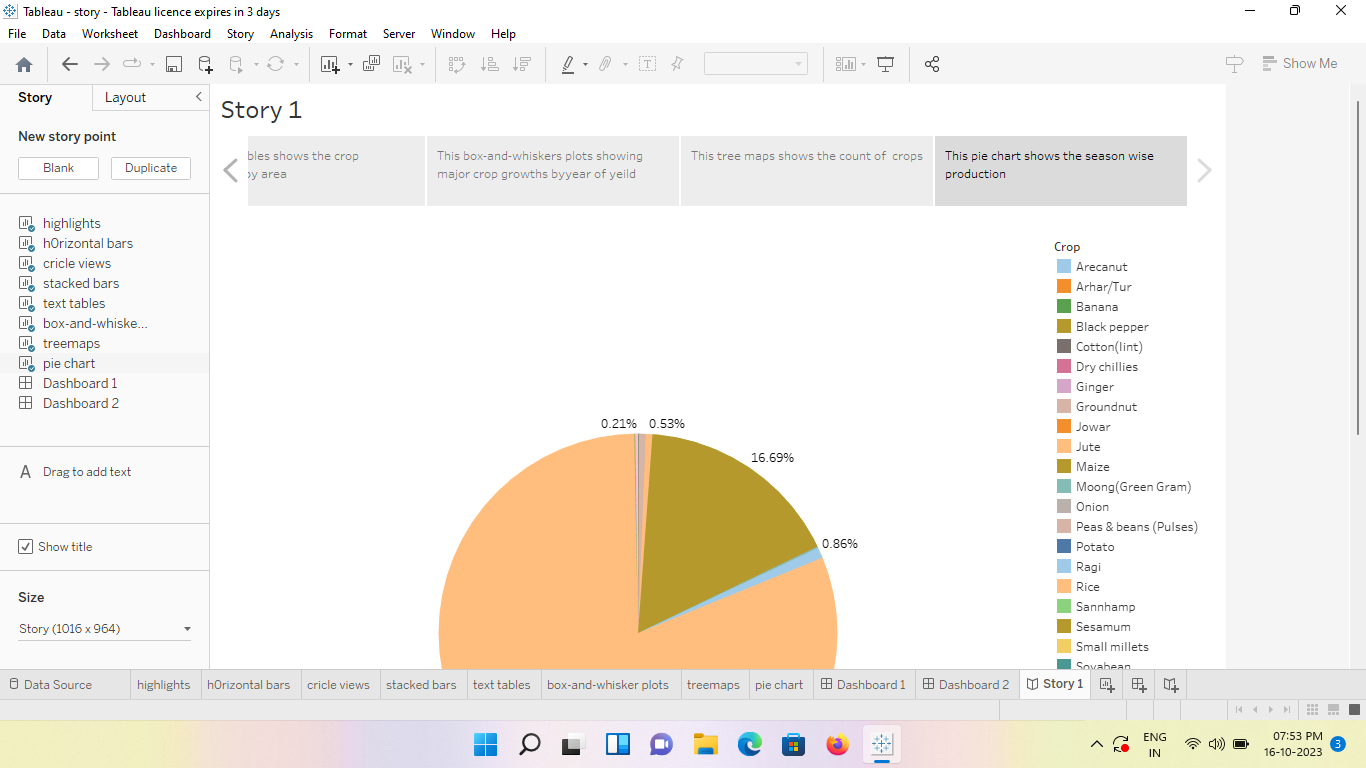 Tableau - story - Tableau licence expires in 3 days
File Data Worksheet Dashboard Story Analysis Format Server Window Help
Show Me
Story Layout
New story point
Blank Duplicate
highlights
h0rizontal bars
cricle views
stacked bars
text tables
box-and-whiske...
treemaps
pie chart
Dashboard 1
Dashboard 2
A Drag to add text
Show title
Size
Story (1016 x 964)
Story 1
bles shows the crop
by area
This box-and-whiskers plots showing
major crop growths byyear of yeild
This tree maps shows the count of crops
This pie chart shows the season wise
production
0.21% 0.53%
16.69%
0.86%
Crop
Arecanut
Arhar/Tur
Banana
Black pepper
Cotton(lint)
Dry chillies
Ginger
Groundnut
Jowar
Jute
Maize
Moong(Green Gram)
Onion
Peas & beans (Pulses)
Potato
Ragi
Rice
Sannhamp
Sesamum
Small millets
Soyabean
Data Source highlights h0rizontal bars cricle views stacked bars text tables box-and-whisker plots treemaps pie chart Dashboard 1 Dashboard 2 Story 1
ENG
IN
07:53 PM
16-10-2023
3